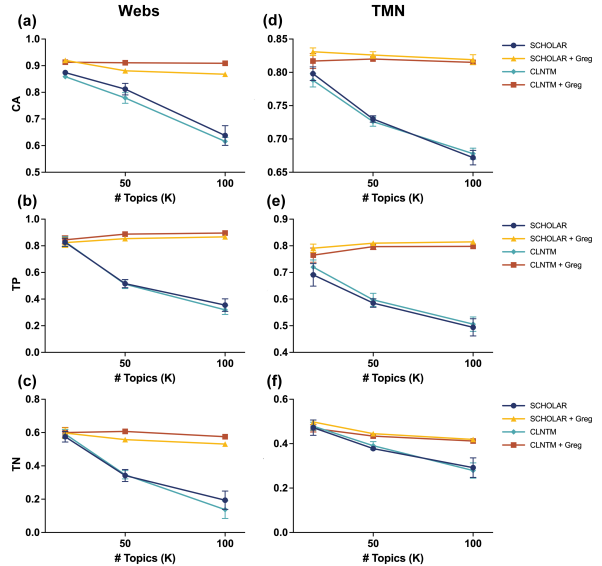 Webs
TMN
(a)
CA
1.0
0.9
0.8
0.7
0.6
0.5
50
100
# Topics (K)
(d)
0.85
0.80
0.75
0.70
0.65
50
100
# Topics (K)
SCHOLAR
SCHOLAR + Greg
CLNTM
CLNTM + Greg
(b)
TP
1.0
0.8
0.6
0.4
0.2
0.0
50
100
# Topics (K)
(e)
0.9
0.8
0.7
0.6
0.5
0.4
50
100
# Topics (K)
SCHOLAR
SCHOLAR + Greg
CLNTM
CLNTM + Greg
(c)
TN
0.8
0.6
0.4
0.2
0.0
50
100
# Topics (K)
(f)
0.6
0.4
0.2
0.0
50
100
# Topics (K)
SCHOLAR
SCHOLAR + Greg
CLNTM
CLNTM + Greg